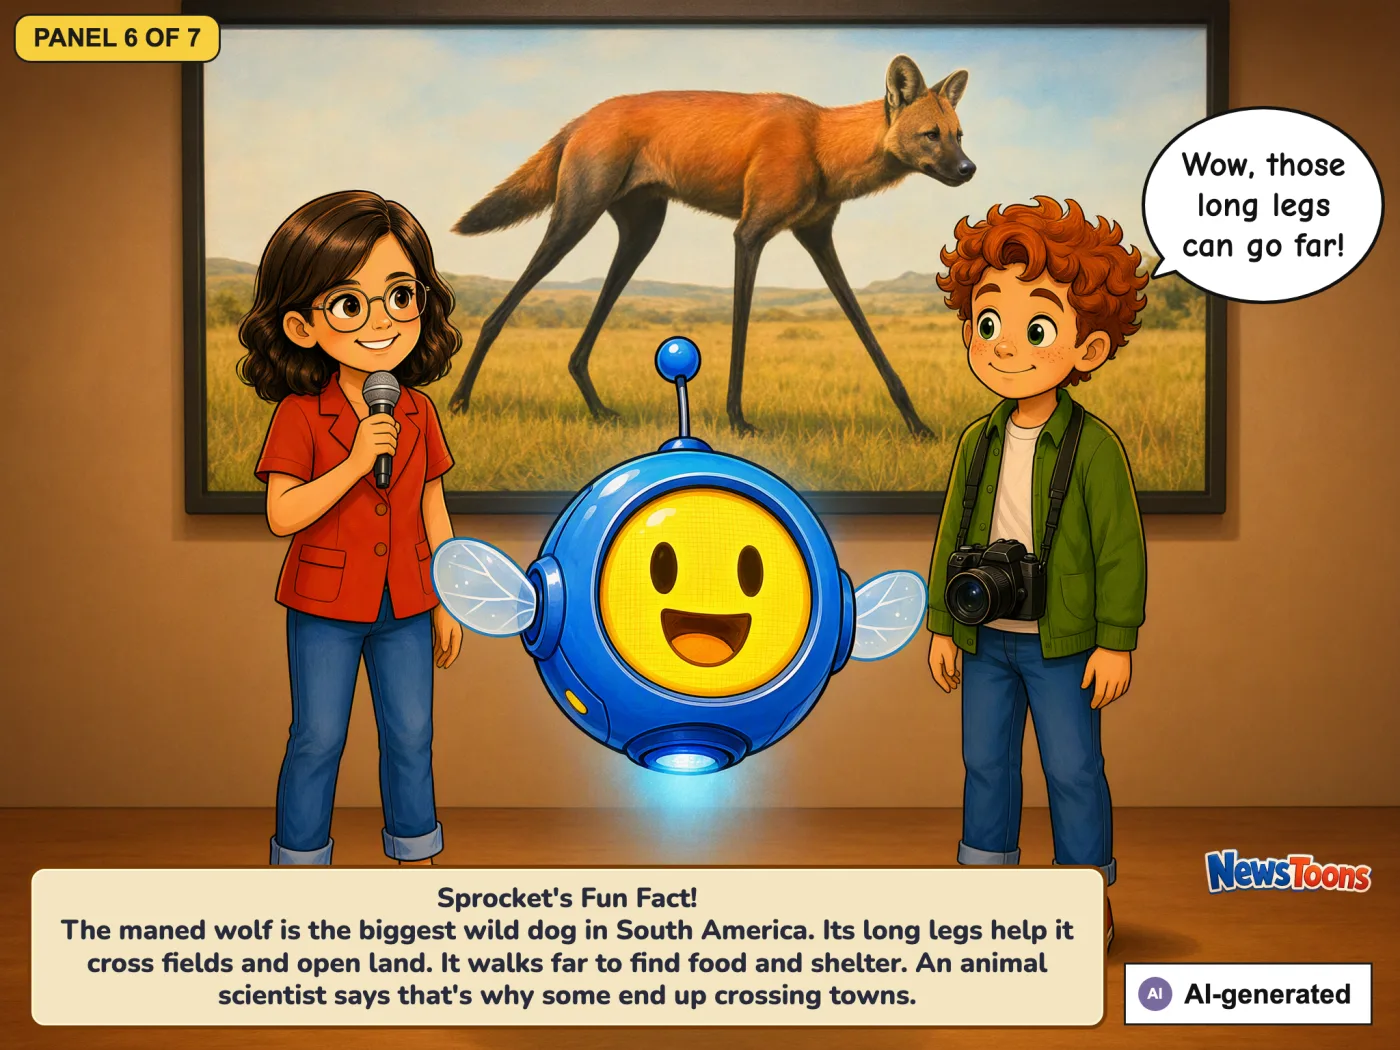 PANEL 6 OF 7
Wow, those
long legs
can go far!
Sprocket's Fun Fact!
The maned wolf is the biggest wild dog in South America. Its long legs help it
cross fields and open land. It walks far to find food and shelter. An animal
scientist says that's why some end up crossing towns.
NewsToons
AI AI-generated